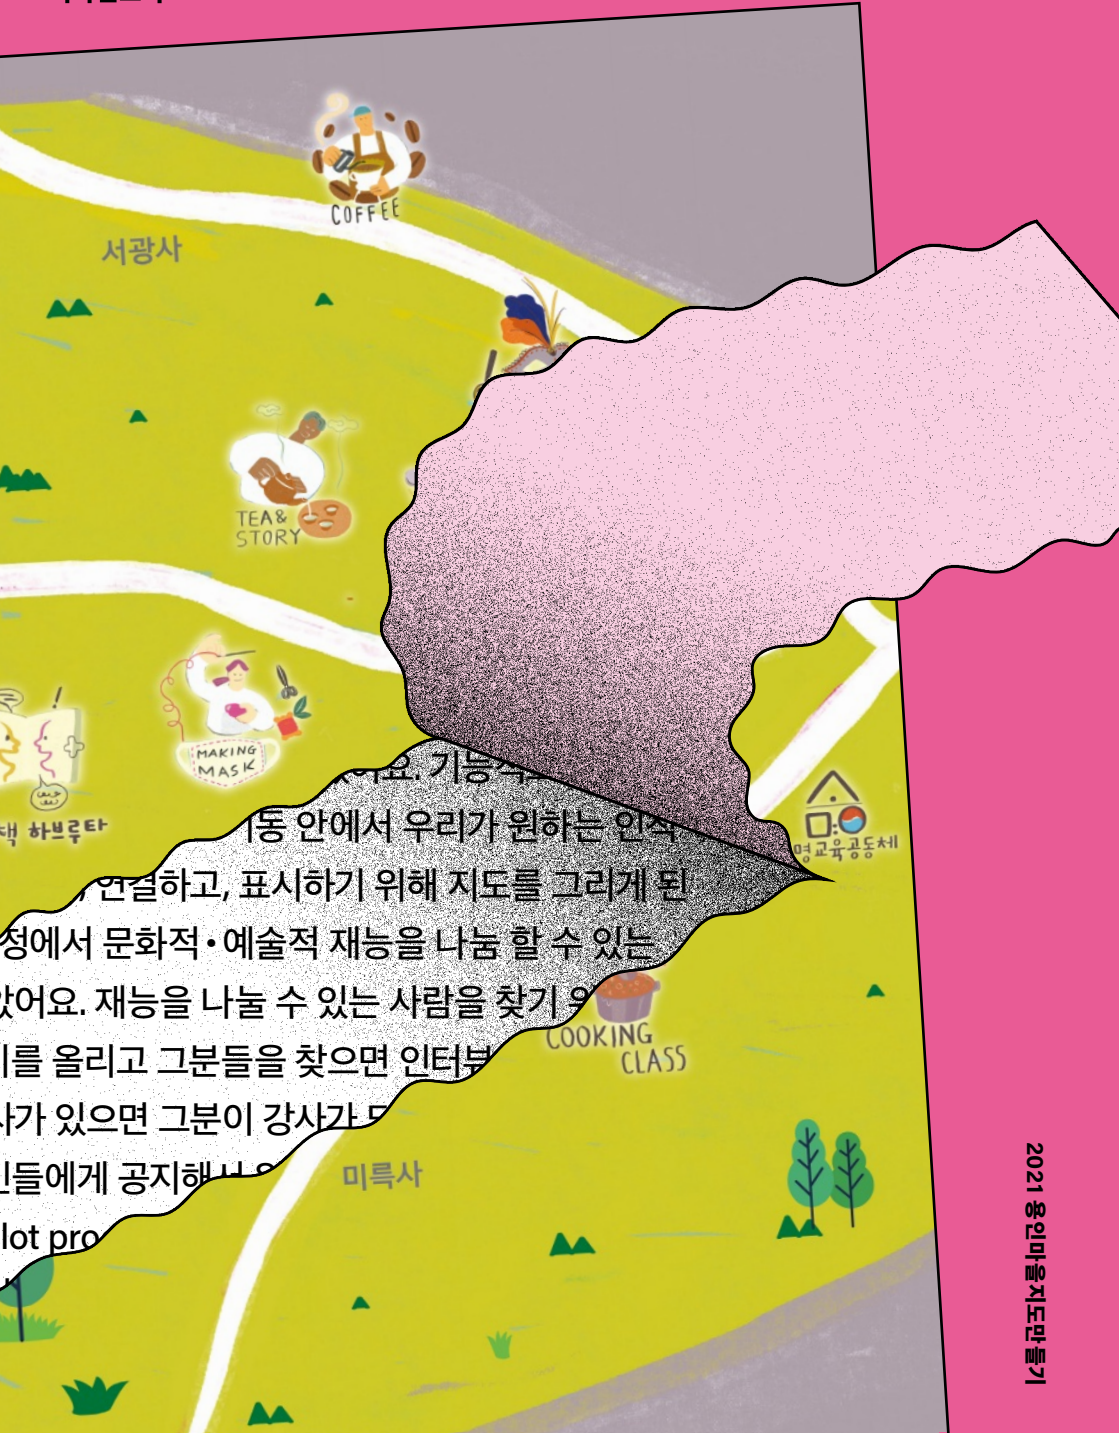 COFFEE
서광사
TEA&
STORY
MAKING
MASK
하브루타
기능적
안에서 우리가 원하는 인적
연결하고, 표시하기 위해 지도를 그리게 된
정에서 문화적•예술적 재능을 나눔 할 수 있는
았어요. 재능을 나눌 수 있는 사람을 찾기 위
를 올리고 그분들을 찾으면 인터뷰
가 있으면 그분이 강사가
들에게 공지해서
lot pro
명교육공동체
COOKING
CLASS
미륵사
2021 용인마을지도만들기